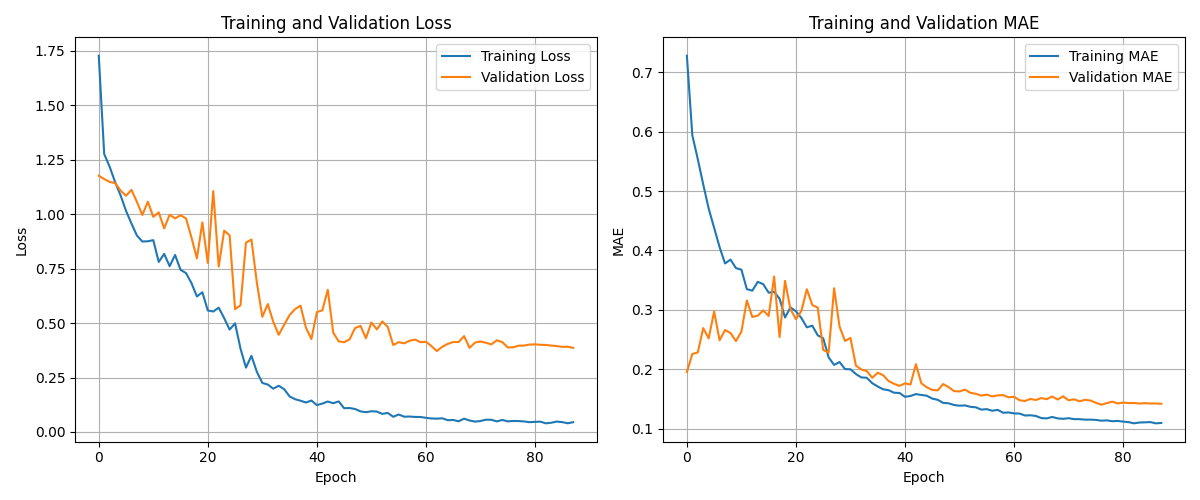 Training and Validation Loss
Training Loss
Validation Loss
1.75
1.50
1.25
1.00
0.75
0.50
0.25
0.00
Loss
0
20
40
60
80
Epoch
Training and Validation MAE
Training MAE
Validation MAE
0.7
0.6
0.5
0.4
0.3
0.2
0.1
MAE
0
20
40
60
80
Epoch